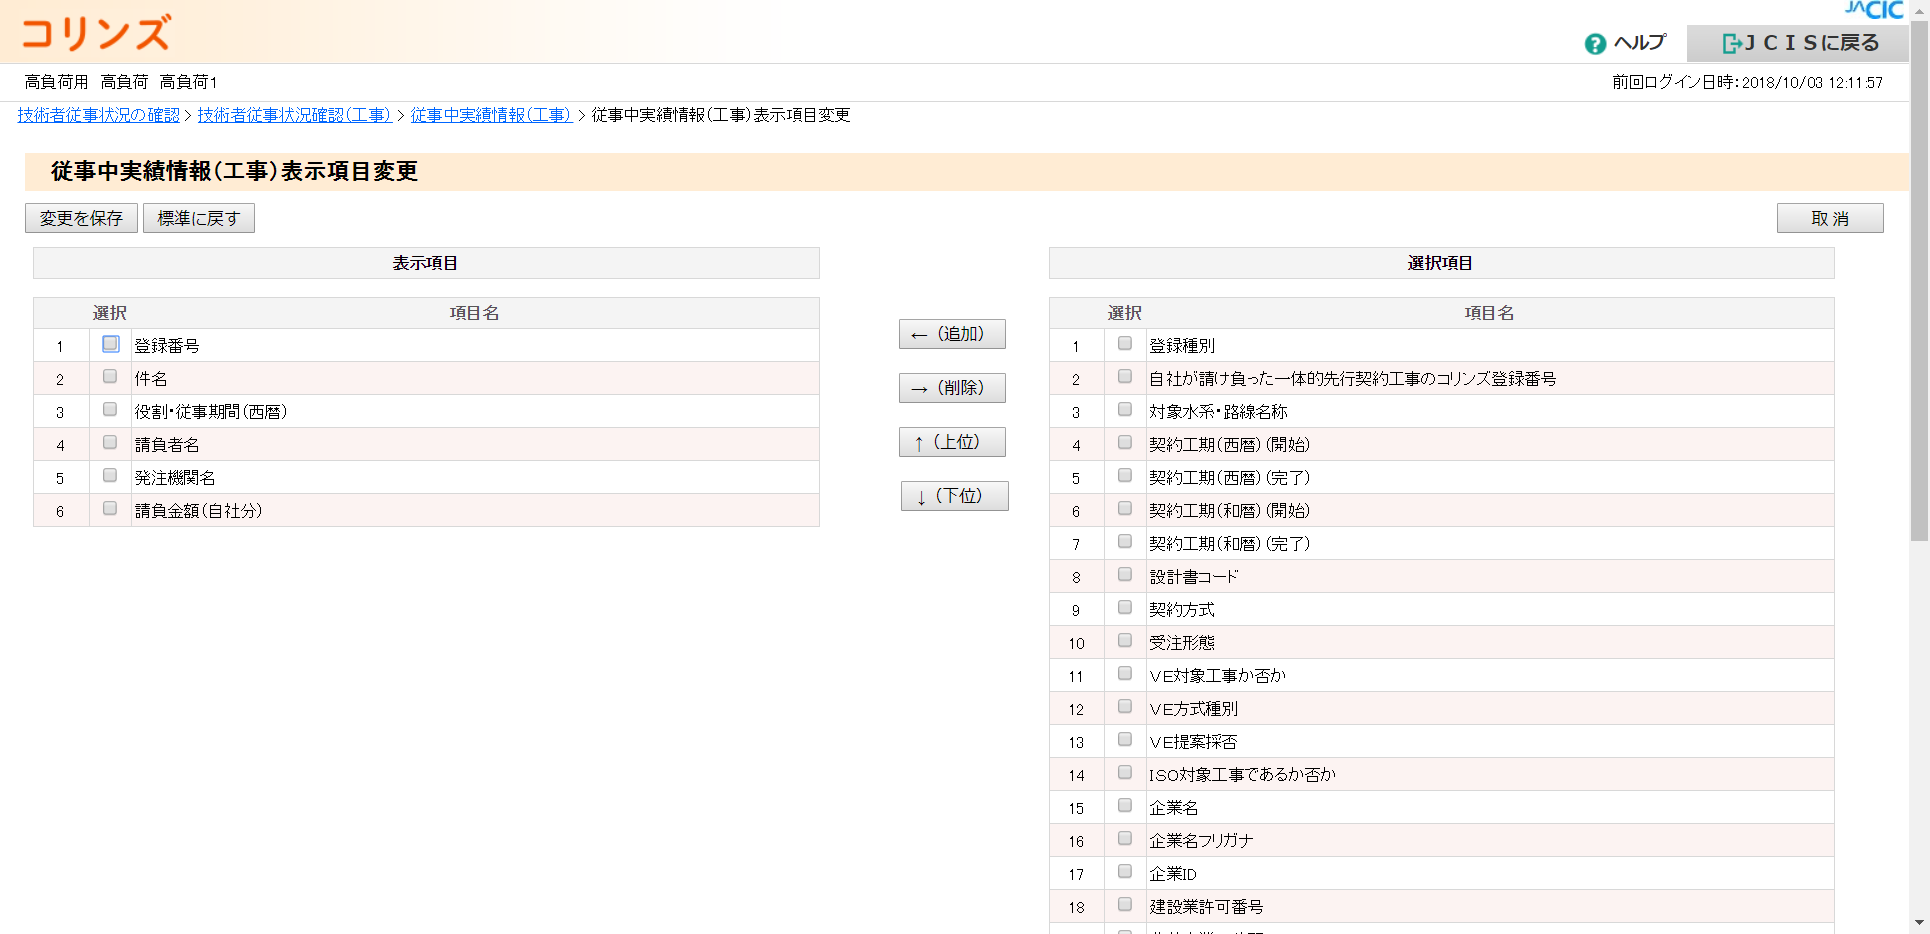 コリンズ
JACIC
ヘルプ
ＪＣＩＳに戻る
高負荷用 高負荷 高負荷1
前回ログイン日時：2018/10/03 12:11:57
技術者従事状況の確認 > 技術者従事状況確認（工事） > 従事中実績情報（工事） > 従事中実績情報（工事）表示項目変更
従事中実績情報（工事）表示項目変更
変更を保存 標準に戻す
取 消
表示項目
選択 項目名
1 登録番号
2 件名
3 役割・従事期間（西暦）
4 請負者名
5 発注機関名
6 請負金額（自社分）
←（追加）
→（削除）
↑（上位）
↓（下位）
選択項目
選択 項目名
1 登録種別
2 自社が請け負った一体的先行契約工事のコリンズ登録番号
3 対象水系・路線名称
4 契約工期（西暦）（開始）
5 契約工期（西暦）（完了）
6 契約工期（和暦）（開始）
7 契約工期（和暦）（完了）
8 設計書コード
9 契約方式
10 受注形態
11 VE対象工事か否か
12 VE方式種別
13 VE提案採否
14 ISO対象工事であるか否か
15 企業名
16 企業名フリガナ
17 企業ID
18 建設業許可番号